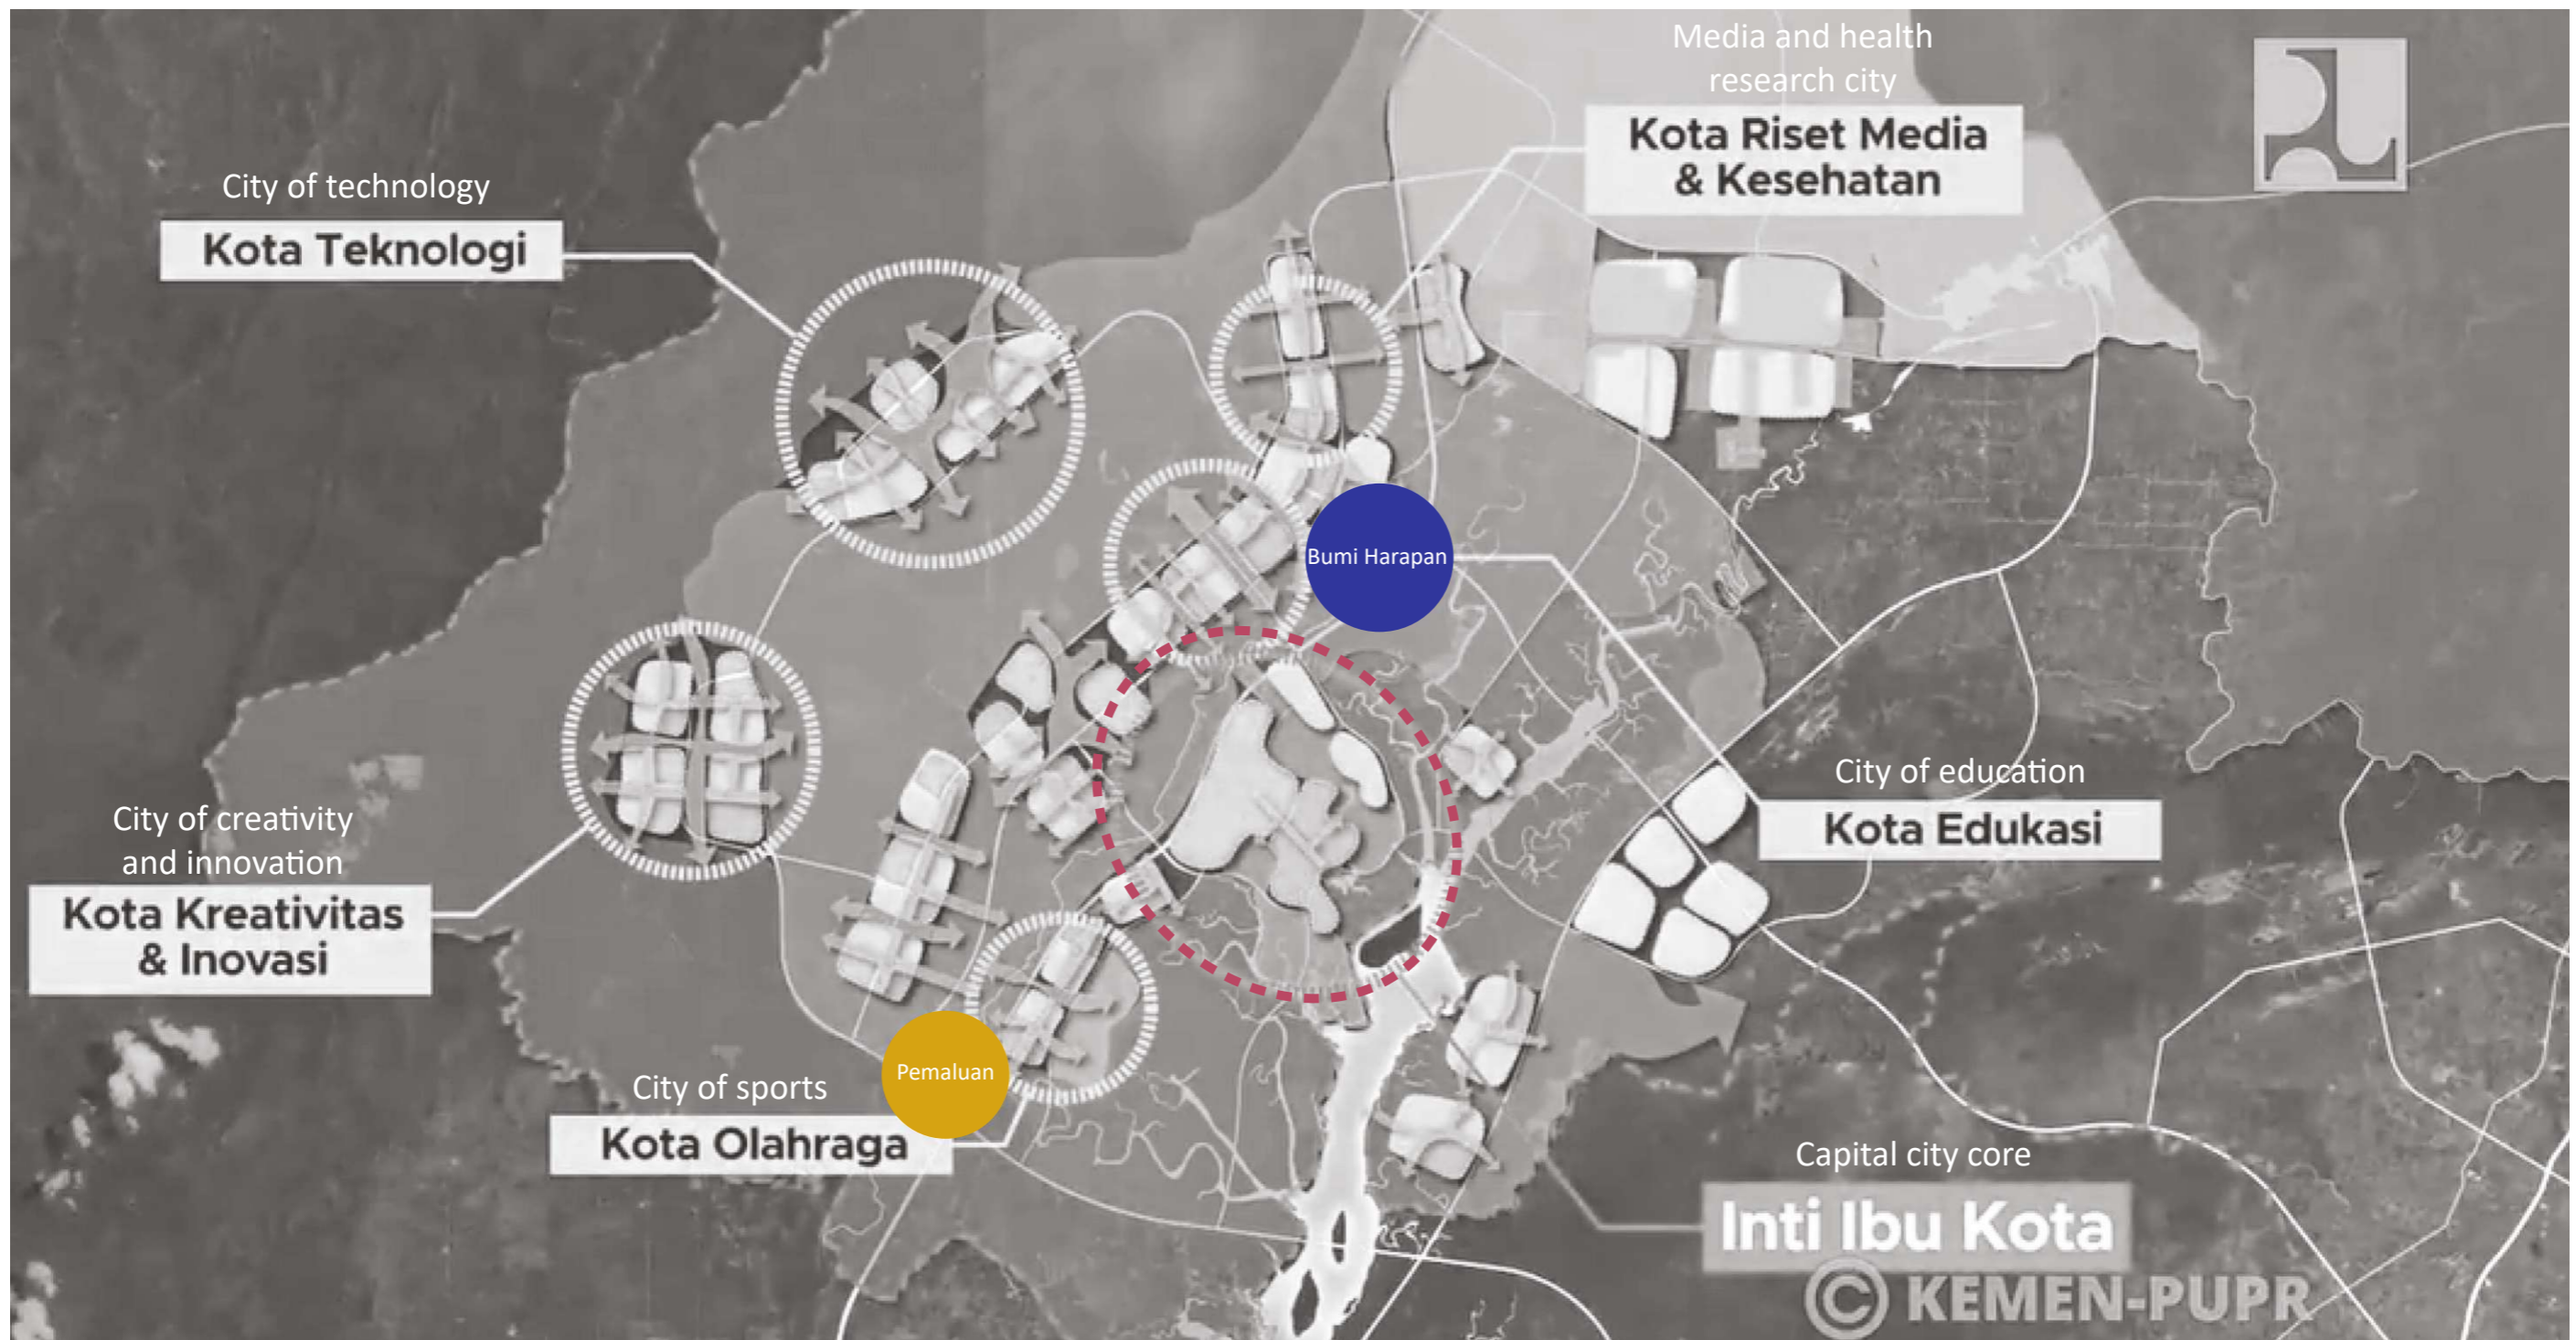 Media and health
research city
Kota Riset Media
& Kesehatan
City of technology
Kota Teknologi
Bumi Harapan
City of education
Kota Edukasi
City of creativity
and innovation
Kota Kreativitas
& Inovasi
Pemaluan
City of sports
Kota Olahraga
Capital city core
Inti Ibu Kota
© KEMEN-PUPR